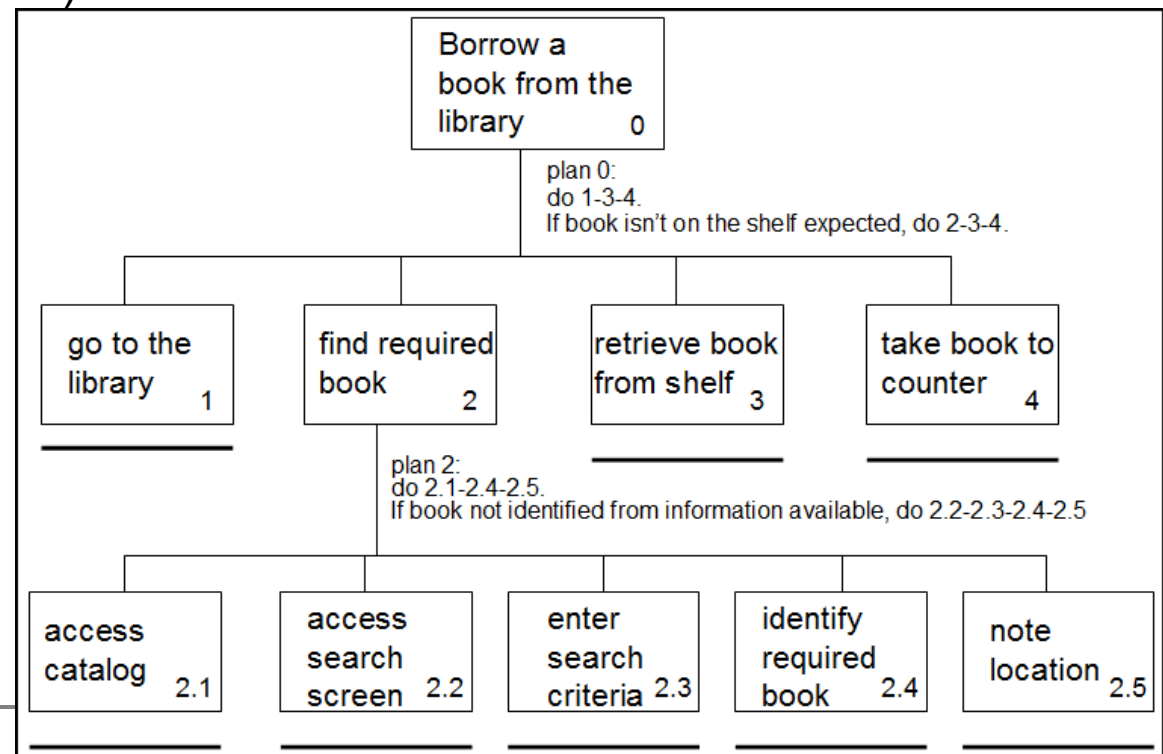 Borrow a
book from the
library 0
plan 0:
do 1-3-4.
If book isn't on the shelf expected, do 2-3-4.
go to the
library 1
find required
book 2
retrieve book
from shelf 3
take book to
counter 4
plan 2:
do 2.1-2.4-2.5.
If book not identified from information available, do 2.2-2.3-2.4-2.5
access
catalog 2.1
access
search
screen 2.2
enter
search
criteria 2.3
identify
required
book 2.4
note
location 2.5